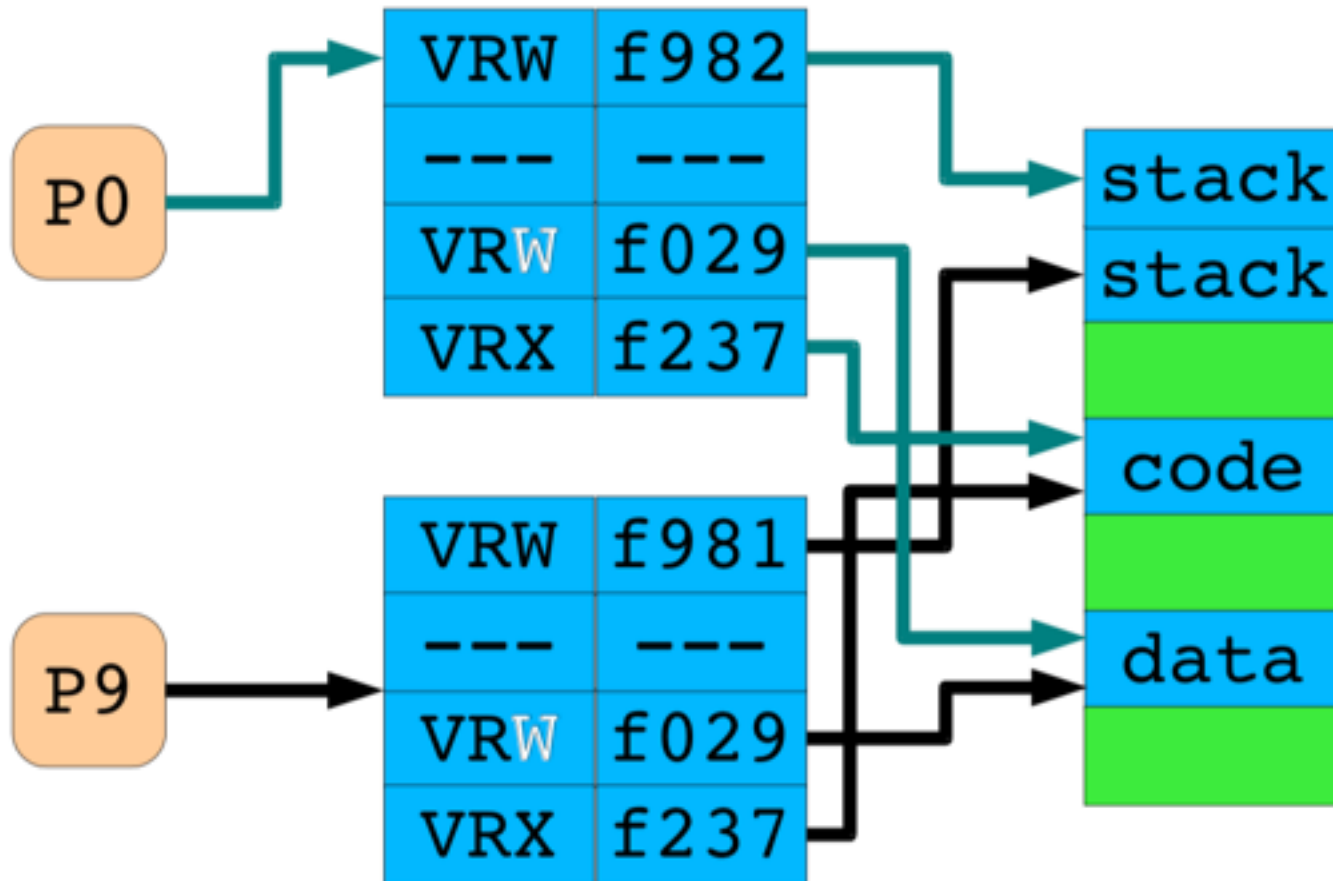 P0
VRW f982
--- ---
VRW f029
VRX f237
P9
VRW f981
--- ---
VRW f029
VRX f237
stack
stack
code
data